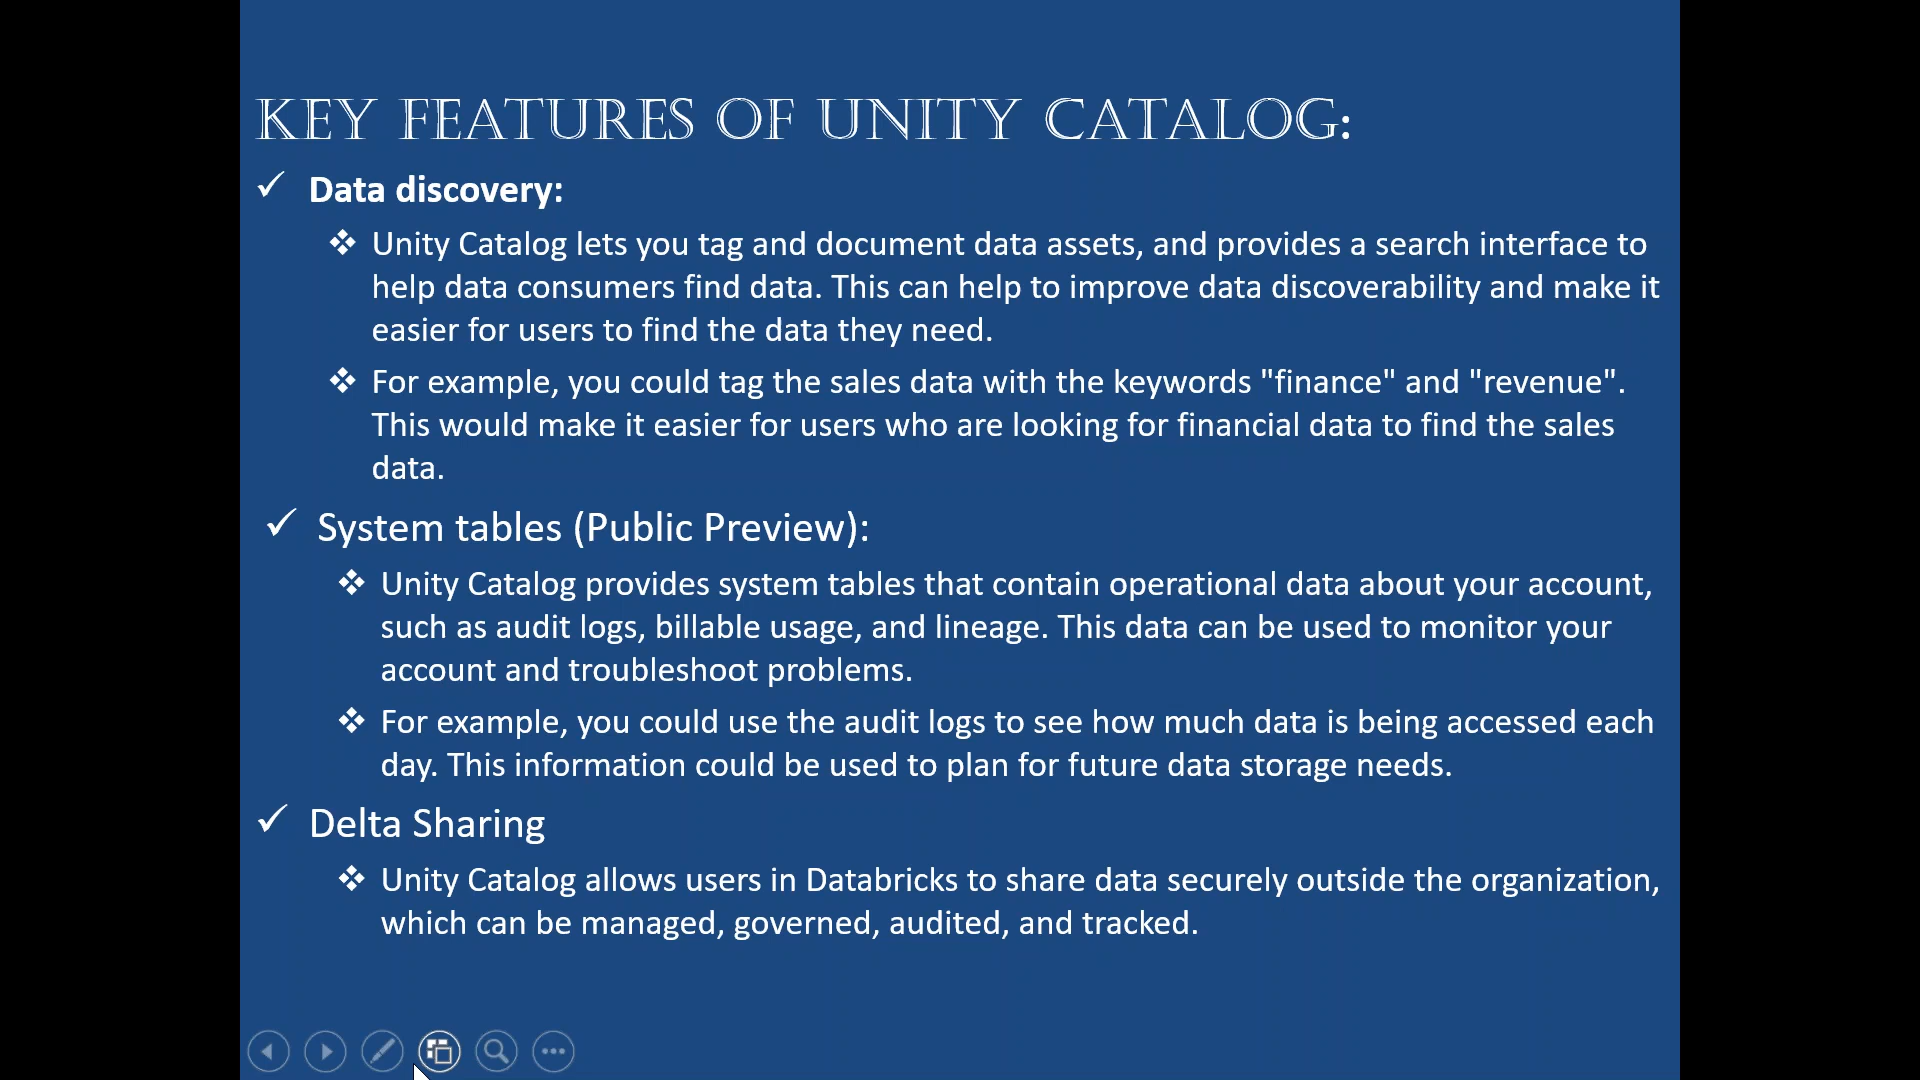 KEY FEATURES OF UNITY CATALOG:
✓ Data discovery:
❖ Unity Catalog lets you tag and document data assets, and provides a search interface to
help data consumers find data. This can help to improve data discoverability and make it
easier for users to find the data they need.
❖ For example, you could tag the sales data with the keywords "finance" and "revenue".
This would make it easier for users who are looking for financial data to find the sales
data.
✓ System tables (Public Preview):
❖ Unity Catalog provides system tables that contain operational data about your account,
such as audit logs, billable usage, and lineage. This data can be used to monitor your
account and troubleshoot problems.
❖ For example, you could use the audit logs to see how much data is being accessed each
day. This information could be used to plan for future data storage needs.
✓ Delta Sharing
❖ Unity Catalog allows users in Databricks to share data securely outside the organization,
which can be managed, governed, audited, and tracked.